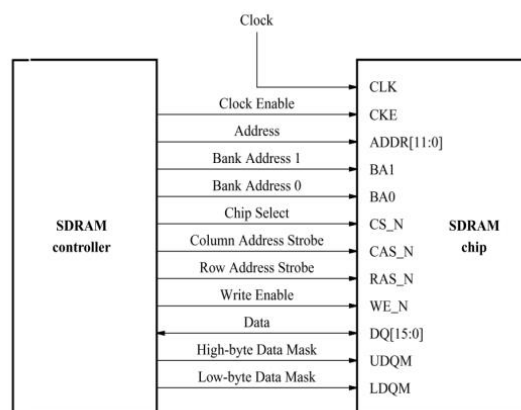 Clock
CLK
Clock Enable
CKE
Address
ADDR[11:0]
Bank Address 1
BA1
Bank Address 0
BA0
Chip Select
CS_N
SDRAM
controller
SDRAM
chip
Column Address Strobe
CAS_N
Row Address Strobe
RAS_N
Write Enable
WE_N
Data
DQ[15:0]
High-byte Data Mask
UDQM
Low-byte Data Mask
LDQM